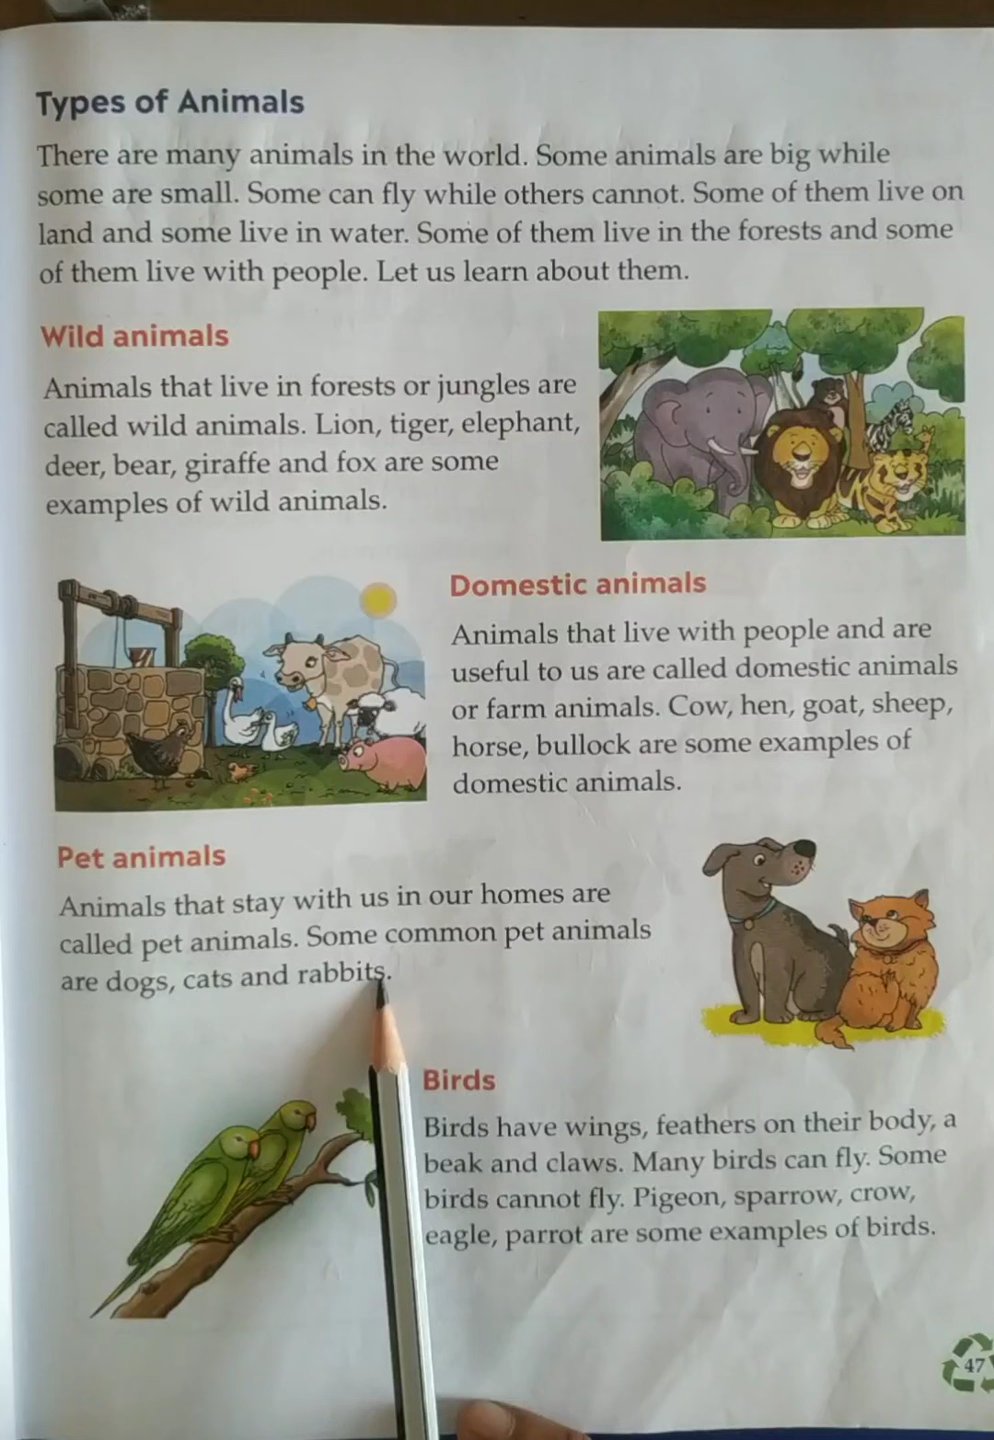 Types of Animals
There are many animals in the world. Some animals are big while
some are small. Some can fly while others cannot. Some of them live on
land and some live in water. Some of them live in the forests and some
of them live with people. Let us learn about them.
Wild animals
Animals that live in forests or jungles are
called wild animals. Lion, tiger, elephant,
deer, bear, giraffe and fox are some
examples of wild animals.
Domestic animals
Animals that live with people and are
useful to us are called domestic animals
or farm animals. Cow, hen, goat, sheep,
horse, bullock are some examples of
domestic animals.
Pet animals
Animals that stay with us in our homes are
called pet animals. Some common pet animals
are dogs, cats and rabbits.
Birds
Birds have wings, feathers on their body, a
beak and claws. Many birds can fly. Some
birds cannot fly. Pigeon, sparrow, crow,
eagle, parrot are some examples of birds.
47